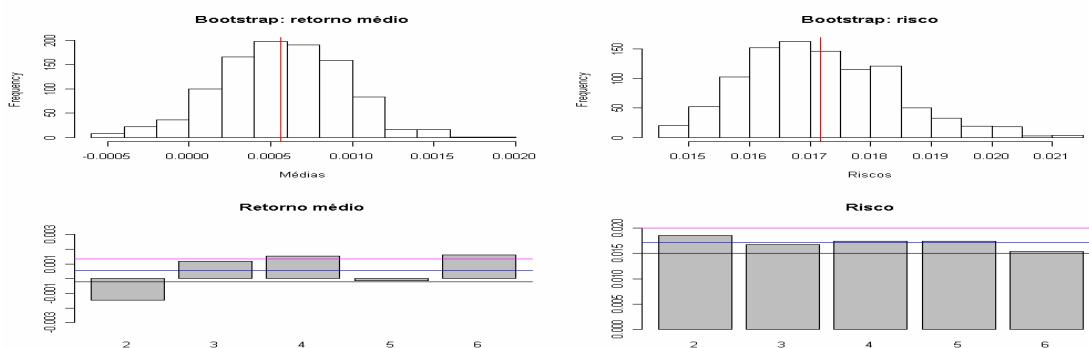 Bootstrap: retorno médio
Frequency
0 50 100 150 200
-0.0005 0.0000 0.0005 0.0010 0.0015 0.0020
Médias
Bootstrap: risco
Frequency
0 50 100 150
0.015 0.016 0.017 0.018 0.019 0.020 0.021
Riscos
Retorno médio
-0.003 -0.001 0.001 0.003
2 3 4 5 6
Risco
0.000 0.005 0.010 0.015 0.020
2 3 4 5 6